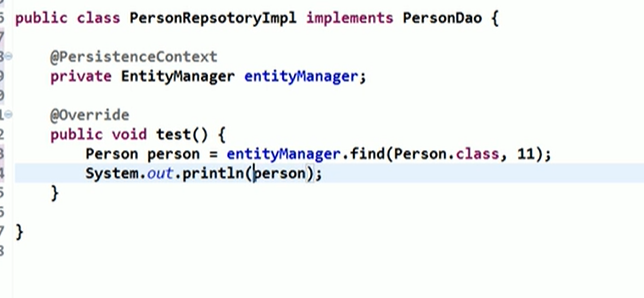 public class PersonRepsotoryImpl implements PersonDao {
@PersistenceContext
private EntityManager entityManager;
@Override
public void test() {
Person person = entityManager.find(Person.class, 11);
System.out.println(person);
}
}